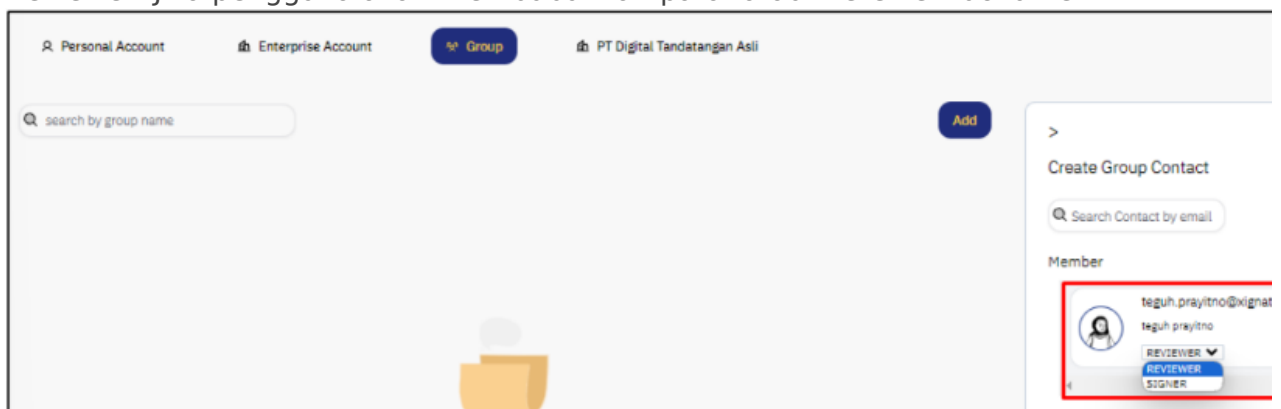 Personal Account
Enterprise Account
Group
PT Digital Tandatangan Asli
search by group name
Add
>
Create Group Contact
Search Contact by email
Member
teguh.prayitno@xignat
teguh prayitno
REVIEWER
REVIEWER
SIGNER